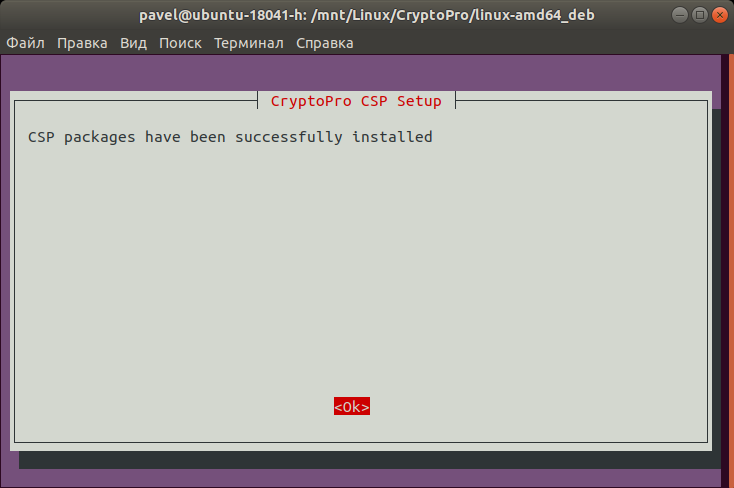 pavel@ubuntu-18041-h: /mnt/Linux/CryptoPro/linux-amd64_deb
Файл Правка Вид Поиск Терминал Справка
CryptoPro CSP Setup
CSP packages have been successfully installed
<Ok>